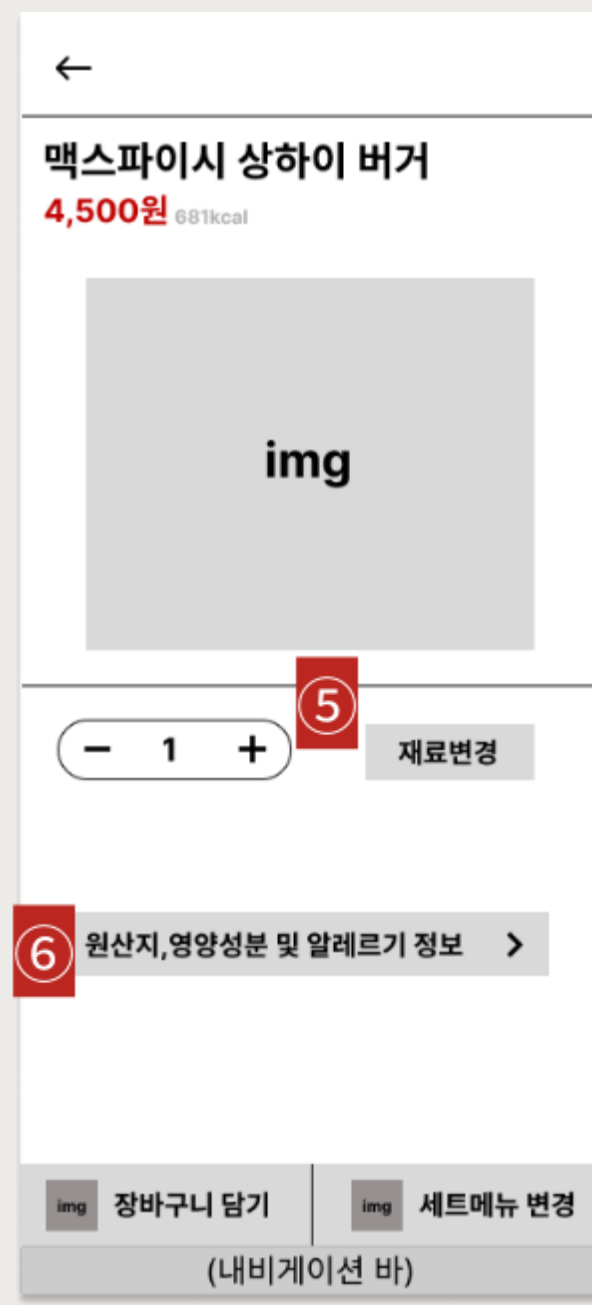 ←
맥스파이시 상하이 버거
4,500원 681kcal
img
⑤
− 1 + 재료변경
⑥ 원산지,영양성분 및 알레르기 정보 >
img 장바구니 담기 img 세트메뉴 변경
(내비게이션 바)